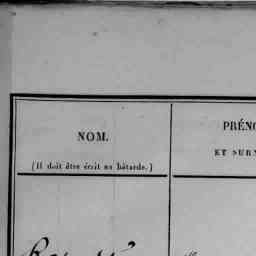 NOM.
(Il doit être écrit en bâtarde.)
PRÉNO
ET SURN